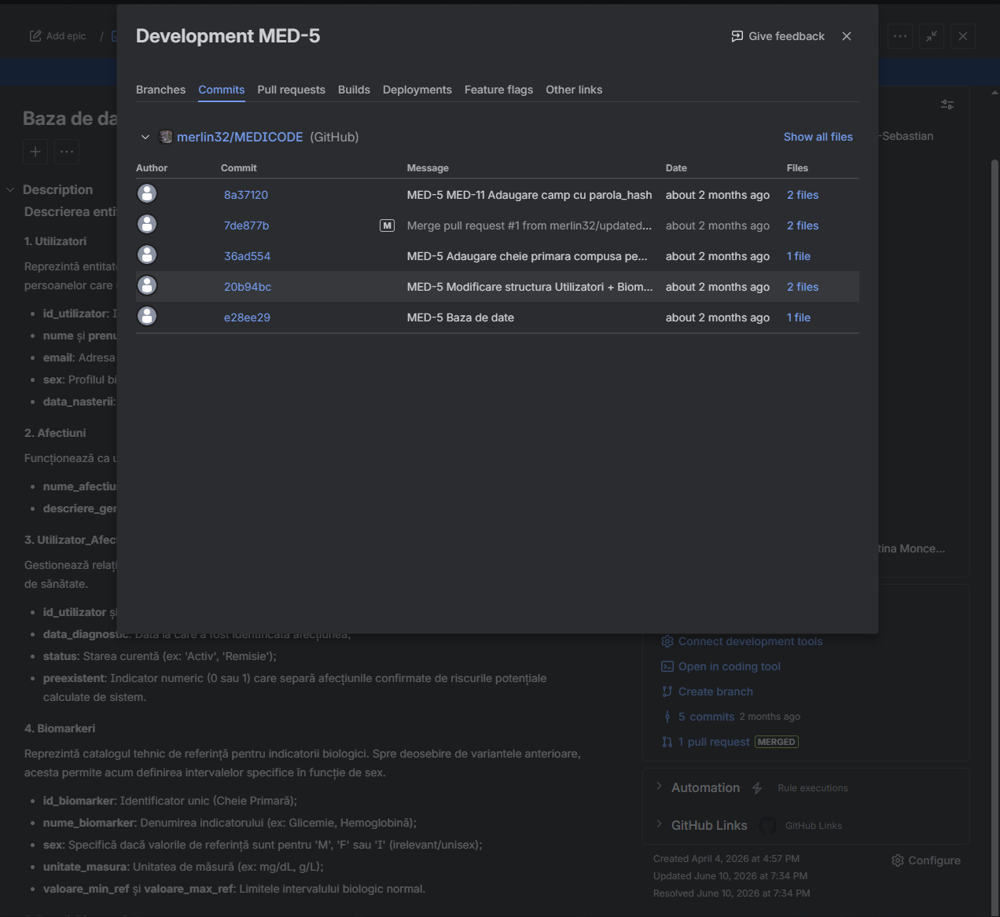 Add epic /
Development MED-5
Give feedback
Branches Commits Pull requests Builds Deployments Feature flags Other links
merlin32/MEDICODE (GitHub)
Show all files
Author Commit Message Date Files
8a37120 MED-5 MED-11 Adaugare camp cu parola_hash about 2 months ago 2 files
7de877b M Merge pull request #1 from merlin32/updated... about 2 months ago 2 files
36ad554 MED-5 Adaugare cheie primara compusa pe... about 2 months ago 1 file
20b94bc MED-5 Modificare structura Utilizatori + Biom... about 2 months ago 2 files
e28ee29 MED-5 Baza de date about 2 months ago 1 file
Baza de da
Description
Descrierea enti
1. Utilizatori
Reprezintă entitat
persoanelor care
id_utilizator: I
nume și prenu
email: Adresa
sex: Profilul bi
data_nasterii:
2. Afectiuni
Funcționează ca u
nume_afectiu
descriere_ger
3. Utilizator_Afect
Gestionează relați
de sănătate.
id_utilizator și
data_diagnostic: Data la care a fost identificată afecțiunea;
status: Starea curentă (ex: 'Activ', 'Remisie');
preexistent: Indicator numeric (0 sau 1) care separă afecțiunile confirmate de riscurile potențiale
calculate de sistem.
4. Biomarkeri
Reprezintă catalogul tehnic de referință pentru indicatorii biologici. Spre deosebire de variantele anterioare,
acesta permite acum definirea intervalelor specifice în funcție de sex.
id_biomarker: Identificator unic (Cheie Primară);
nume_biomarker: Denumirea indicatorului (ex: Glicemie, Hemoglobină);
sex: Specifică dacă valorile de referință sunt pentru 'M', 'F' sau 'I' (irelevant/unisex);
unitate_masura: Unitatea de măsură (ex: mg/dL, g/L);
valoare_min_ref și valoare_max_ref: Limitele intervalului biologic normal.
-Sebastian
tina Monce...
Connect development tools
Open in coding tool
Create branch
5 commits 2 months ago
1 pull request MERGED
Automation Rule executions
GitHub Links GitHub Links
Created April 4, 2026 at 4:57 PM
Updated June 10, 2026 at 7:34 PM
Resolved June 10, 2026 at 7:34 PM
Configure